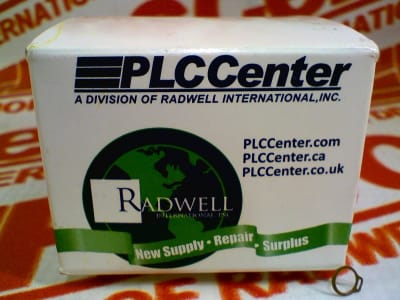 PLCCenter
A DIVISION OF RADWELL INTERNATIONAL,INC.
PLCCenter.com
PLCCenter.ca
PLCCenter.co.uk
RADWELL
INTERNATIONAL, INC.
New Supply • Repair • Surplus